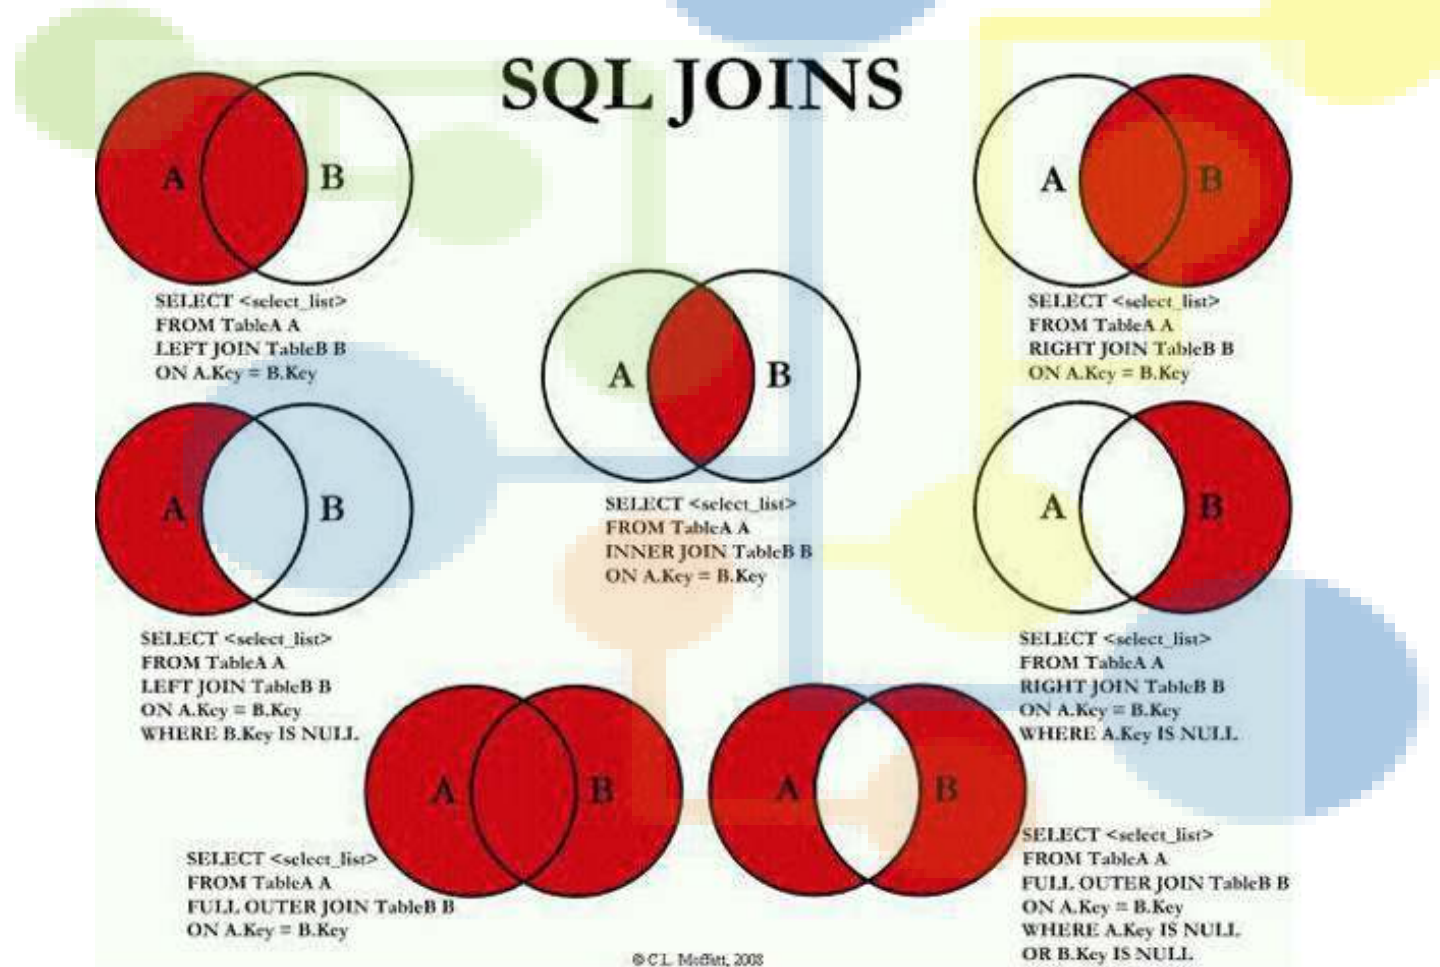 SQL JOINS
A B
SELECT <select_list>
FROM TableA A
LEFT JOIN TableB B
ON A.Key = B.Key
A B
SELECT <select_list>
FROM TableA A
INNER JOIN TableB B
ON A.Key = B.Key
A B
SELECT <select_list>
FROM TableA A
RIGHT JOIN TableB B
ON A.Key = B.Key
A B
SELECT <select_list>
FROM TableA A
LEFT JOIN TableB B
ON A.Key = B.Key
WHERE B.Key IS NULL
A B
SELECT <select_list>
FROM TableA A
RIGHT JOIN TableB B
ON A.Key = B.Key
WHERE A.Key IS NULL
A B
SELECT <select_list>
FROM TableA A
FULL OUTER JOIN TableB B
ON A.Key = B.Key
A B
SELECT <select_list>
FROM TableA A
FULL OUTER JOIN TableB B
ON A.Key = B.Key
WHERE A.Key IS NULL
OR B.Key IS NULL
© C.L. Moffatt, 2008